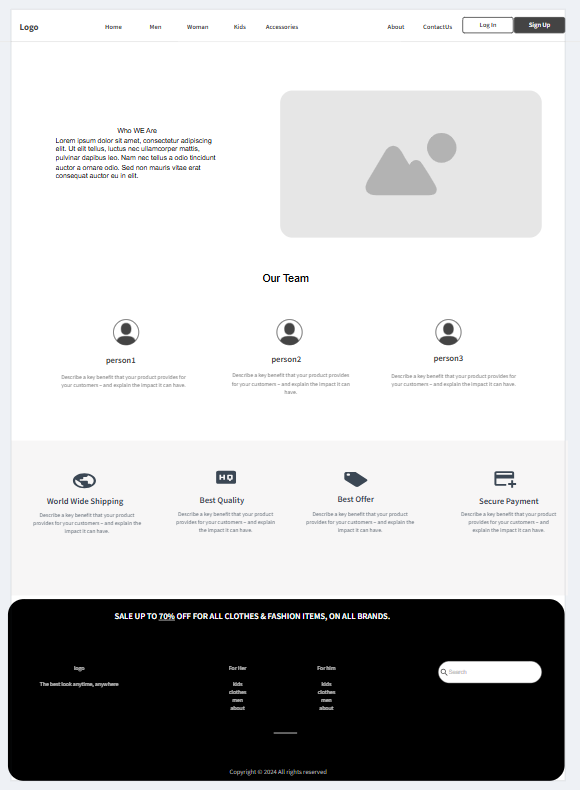 Logo Home Men Woman Kids Accessories About ContactUs Log In Sign Up
Who WE Are
Lorem ipsum dolor sit amet, consectetur adipiscing
elit. Ut elit tellus, luctus nec ullamcorper mattis,
pulvinar dapibus leo. Nam nec tellus a odio tincidunt
auctor a ornare odio. Sed non mauris vitae erat
consequat auctor eu in elit.
Our Team
person1
Describe a key benefit that your product provides for
your customers – and explain the impact it can have.
person2
Describe a key benefit that your product provides
for your customers – and explain the impact it can
have.
person3
Describe a key benefit that your product provides for
your customers – and explain the impact it can have.
World Wide Shipping
Describe a key benefit that your product
provides for your customers – and explain the
impact it can have.
HQ
Best Quality
Describe a key benefit that your product
provides for your customers – and explain
the impact it can have.
Best Offer
Describe a key benefit that your product
provides for your customers – and explain the
impact it can have.
Secure Payment
Describe a key benefit that your product
provides for your customers – and
explain the impact it can have.
SALE UP TO 70% OFF FOR ALL CLOTHES & FASHION ITEMS, ON ALL BRANDS.
logo
The best look anytime, anywhere
For Her
kids
clothes
men
about
For him
kids
clothes
men
about
Search
Copyright © 2024 All rights reserved